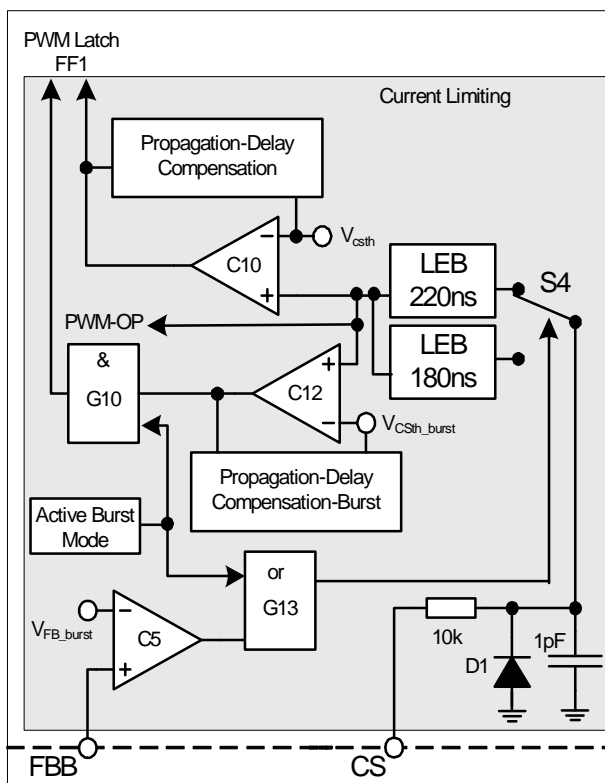 PWM Latch
FF1
Current Limiting
Propagation-Delay
Compensation
Vcsth
C10
LEB
220ns
S4
PWM-OP
LEB
180ns
&
G10
C12
VCSth_burst
Propagation-Delay
Compensation-Burst
Active Burst
Mode
or
G13
VFB_burst
C5
10k
1pF
D1
FBB
CS